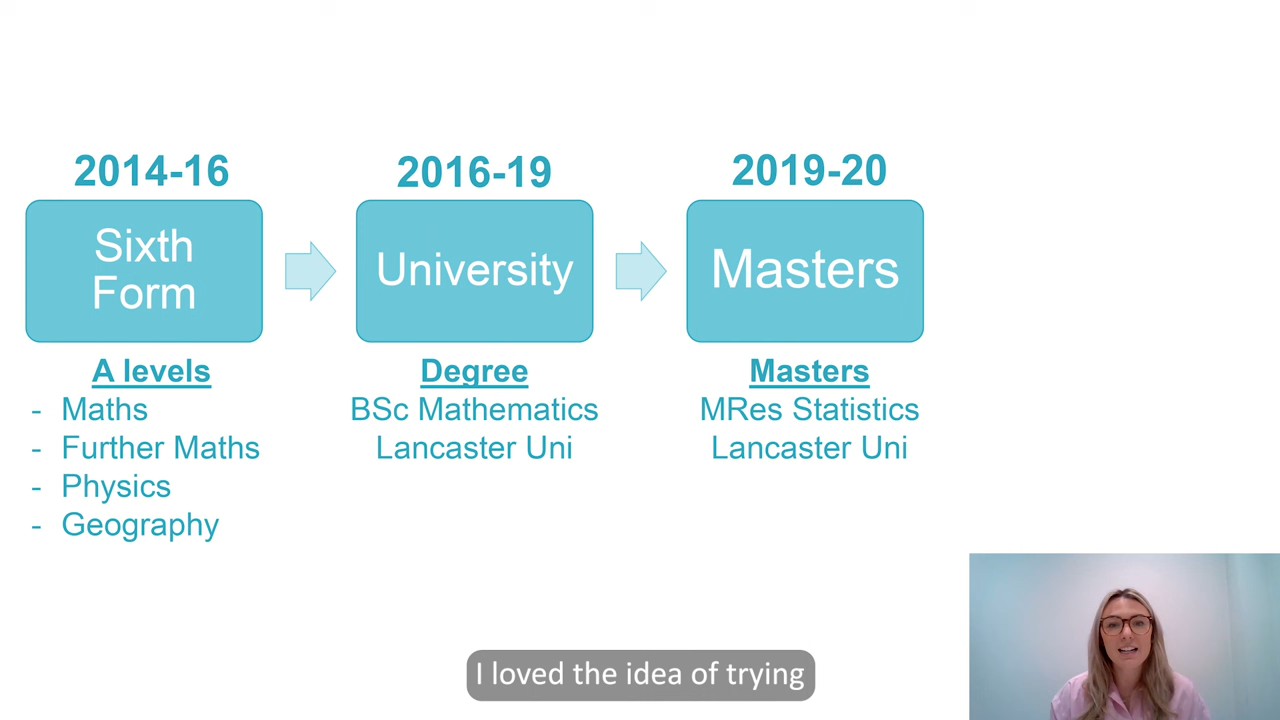 2014-16
Sixth
Form
A levels
- Maths
- Further Maths
- Physics
- Geography
2016-19
University
Degree
BSc Mathematics
Lancaster Uni
2019-20
Masters
Masters
MRes Statistics
Lancaster Uni
I loved the idea of trying